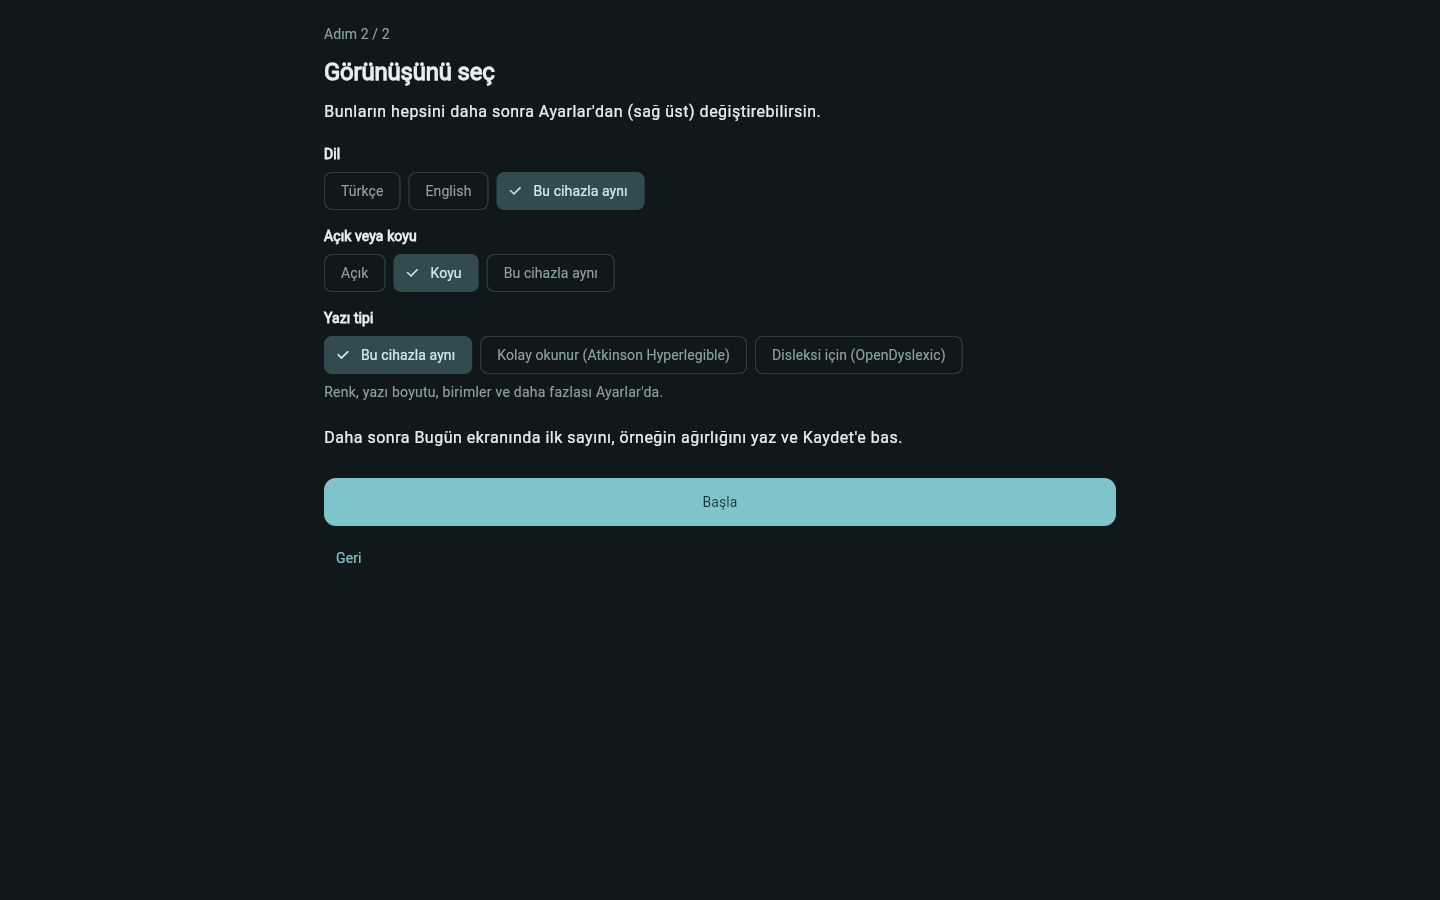 Adım 2 / 2
Görünüşünü seç
Bunların hepsini daha sonra Ayarlar'dan (sağ üst) değiştirebilirsin.
Dil
Türkçe English Bu cihazla aynı
Açık veya koyu
Açık Koyu Bu cihazla aynı
Yazı tipi
Bu cihazla aynı Kolay okunur (Atkinson Hyperlegible) Disleksi için (OpenDyslexic)
Renk, yazı boyutu, birimler ve daha fazlası Ayarlar'da.
Daha sonra Bugün ekranında ilk sayını, örneğin ağırlığını yaz ve Kaydet'e bas.
Başla
Geri